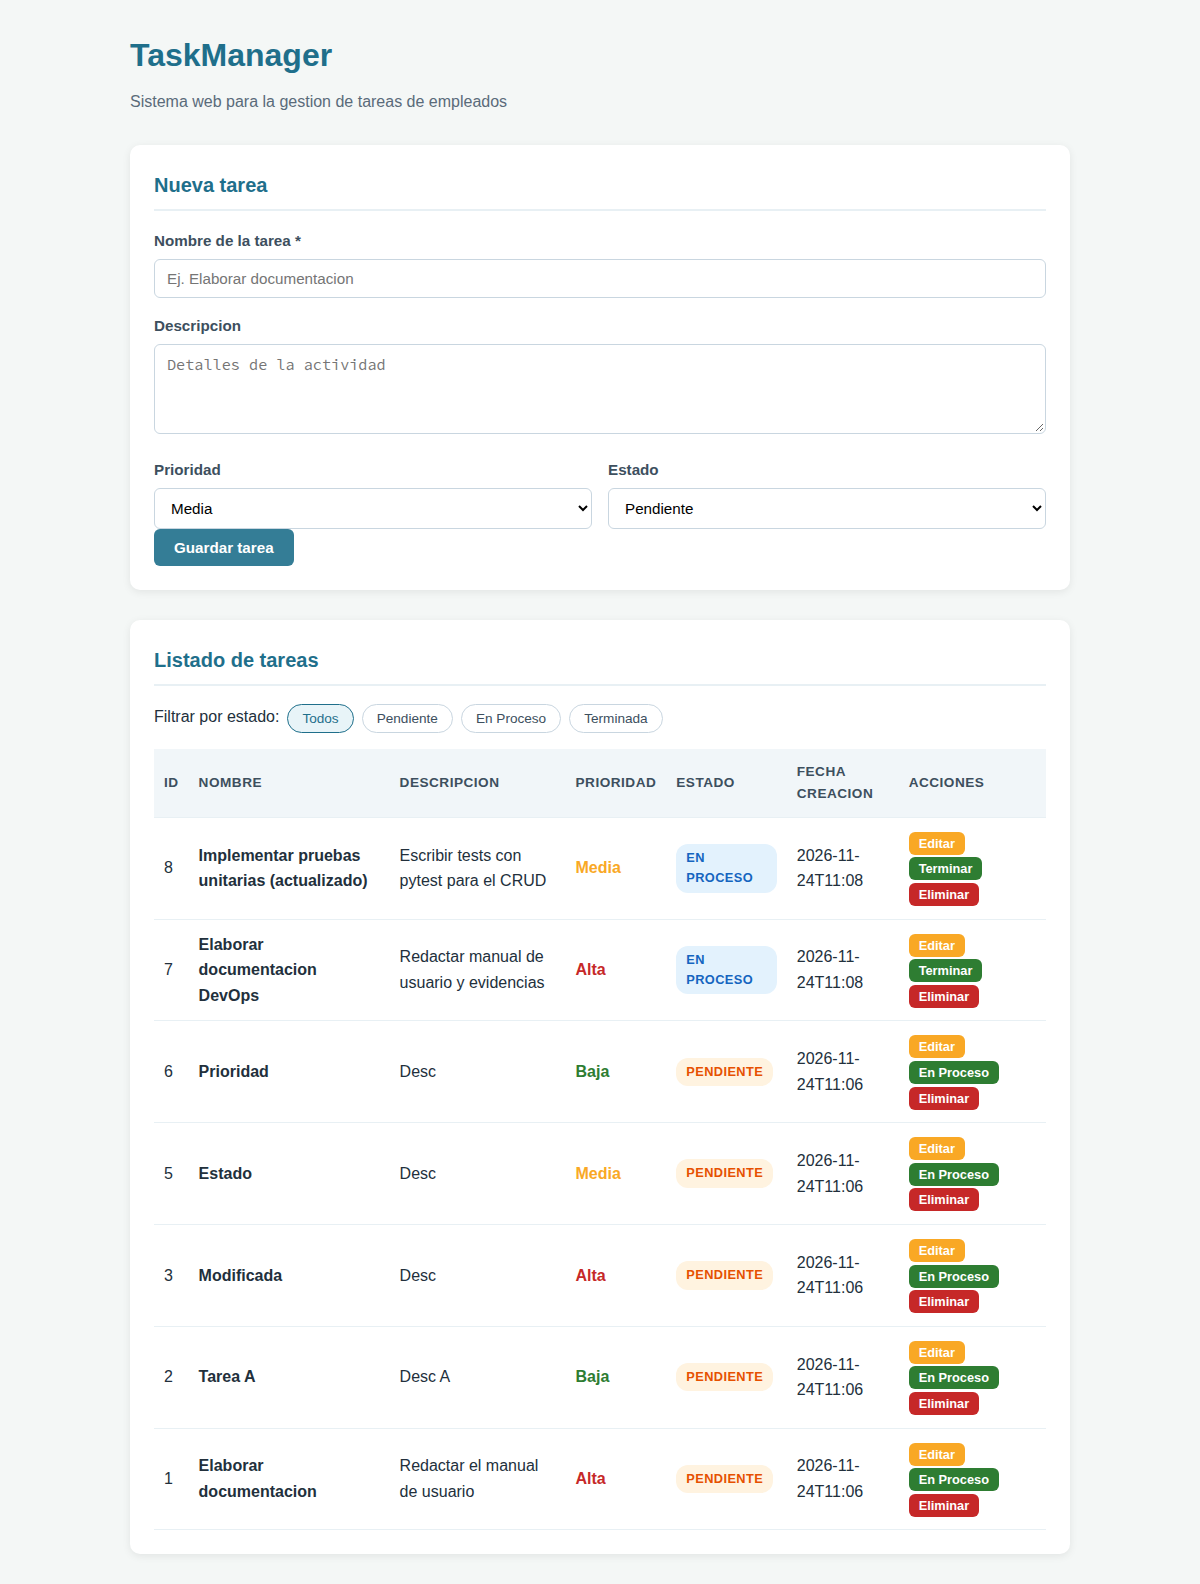 TaskManager
Sistema web para la gestion de tareas de empleados
Nueva tarea
Nombre de la tarea *
Ej. Elaborar documentacion
Descripcion
Detalles de la actividad
Prioridad Estado
Media Pendiente
Guardar tarea
Listado de tareas
Filtrar por estado: Todos Pendiente En Proceso Terminada
ID NOMBRE DESCRIPCION PRIORIDAD ESTADO FECHA CREACION ACCIONES
8 Implementar pruebas unitarias (actualizado) Escribir tests con pytest para el CRUD Media EN PROCESO 2026-11-24T11:08 Editar Terminar Eliminar
7 Elaborar documentacion DevOps Redactar manual de usuario y evidencias Alta EN PROCESO 2026-11-24T11:08 Editar Terminar Eliminar
6 Prioridad Desc Baja PENDIENTE 2026-11-24T11:06 Editar En Proceso Eliminar
5 Estado Desc Media PENDIENTE 2026-11-24T11:06 Editar En Proceso Eliminar
3 Modificada Desc Alta PENDIENTE 2026-11-24T11:06 Editar En Proceso Eliminar
2 Tarea A Desc A Baja PENDIENTE 2026-11-24T11:06 Editar En Proceso Eliminar
1 Elaborar documentacion Redactar el manual de usuario Alta PENDIENTE 2026-11-24T11:06 Editar En Proceso Eliminar